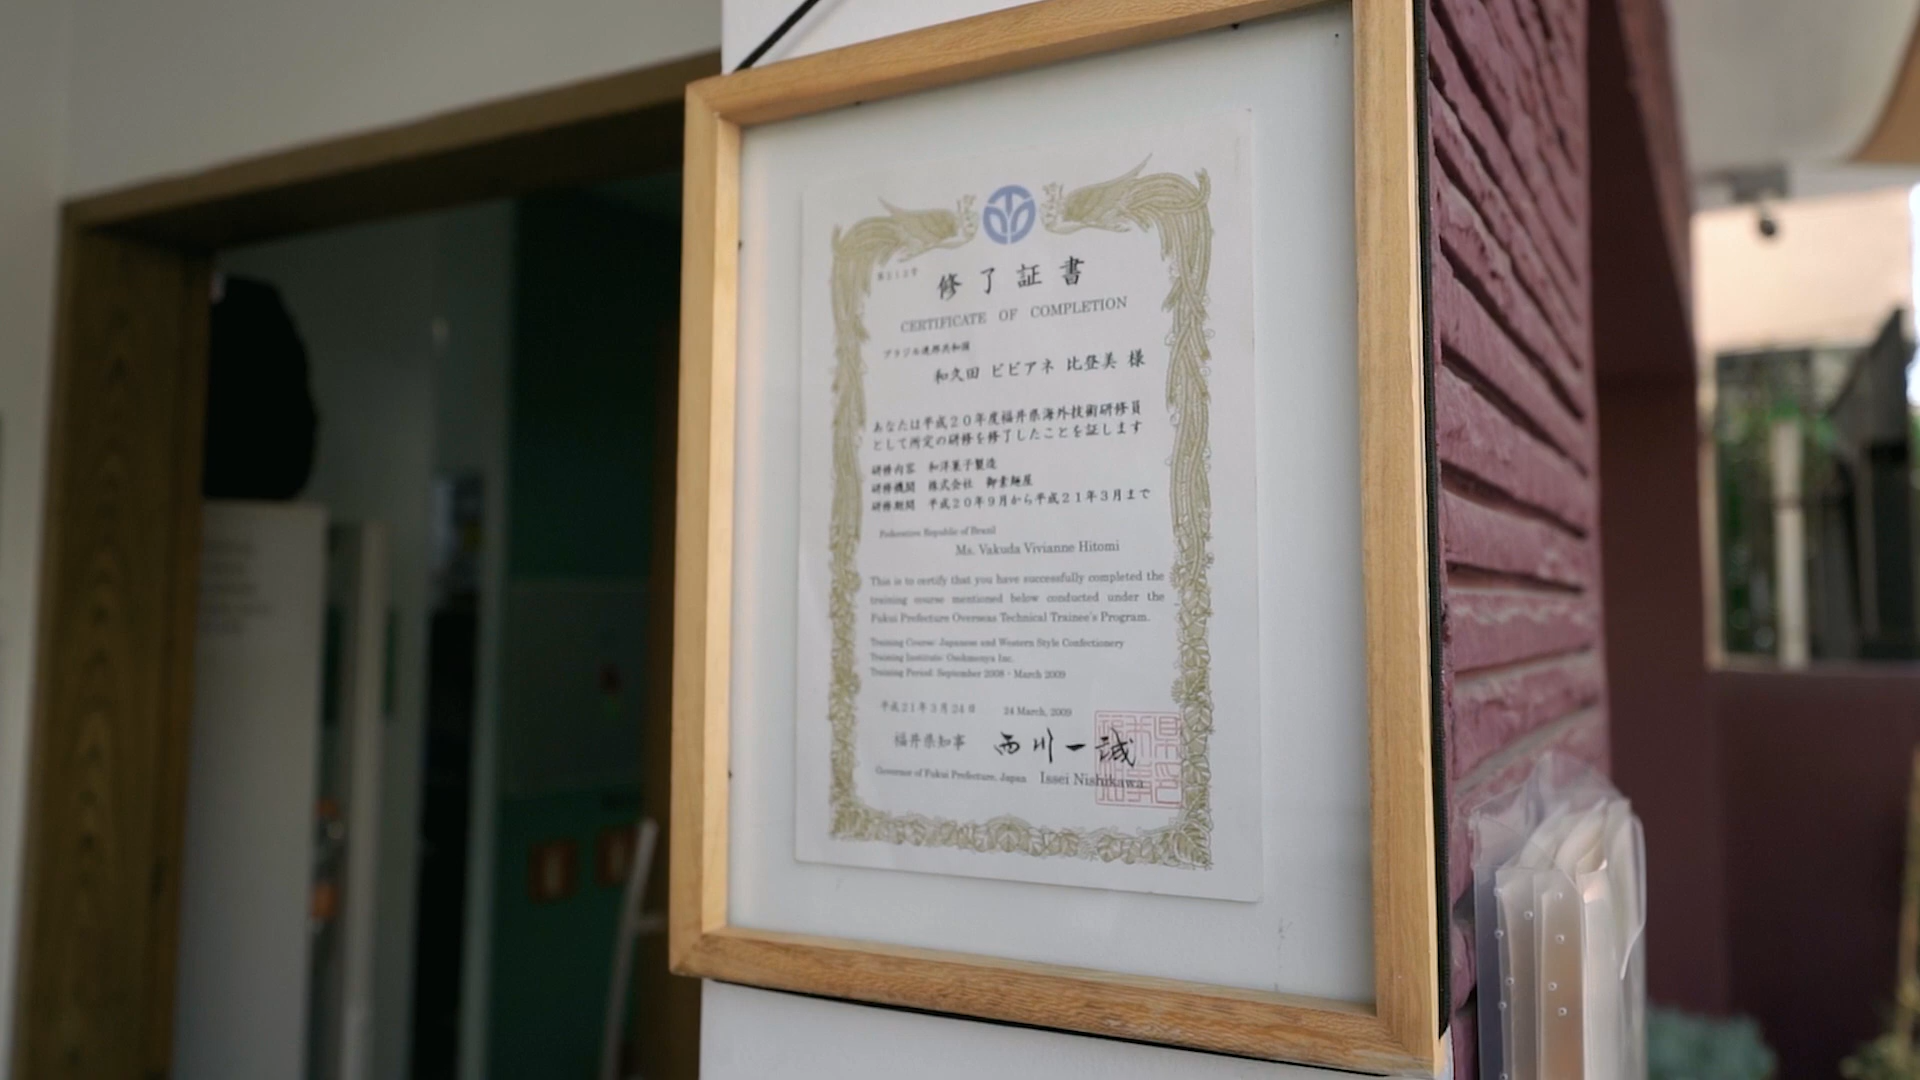 第212号
修了証書
CERTIFICATE OF COMPLETION
ブラジル連邦共和国
和久田 ビビアネ 比登美 様
あなたは平成20年度福井県海外技術研修員
として所定の研修を修了したことを証します
研修内容 和洋菓子製造
研修機関 株式会社 御素麺屋
研修期間 平成20年9月から平成21年3月まで
Federative Republic of Brazil
Ms. Vakuda Vivianne Hitomi
This is to certify that you have successfully completed the
training course mentioned below conducted under the
Fukui Prefecture Overseas Technical Trainee's Program.
Training Course: Japanese and Western Style Confectionery
Training Institute: Osohmenya Inc.
Training Period: September 2008 - March 2009
平成21年3月24日 24 March, 2009
福井県知事 西川一誠
Governor of Fukui Prefecture, Japan Issei Nishikawa